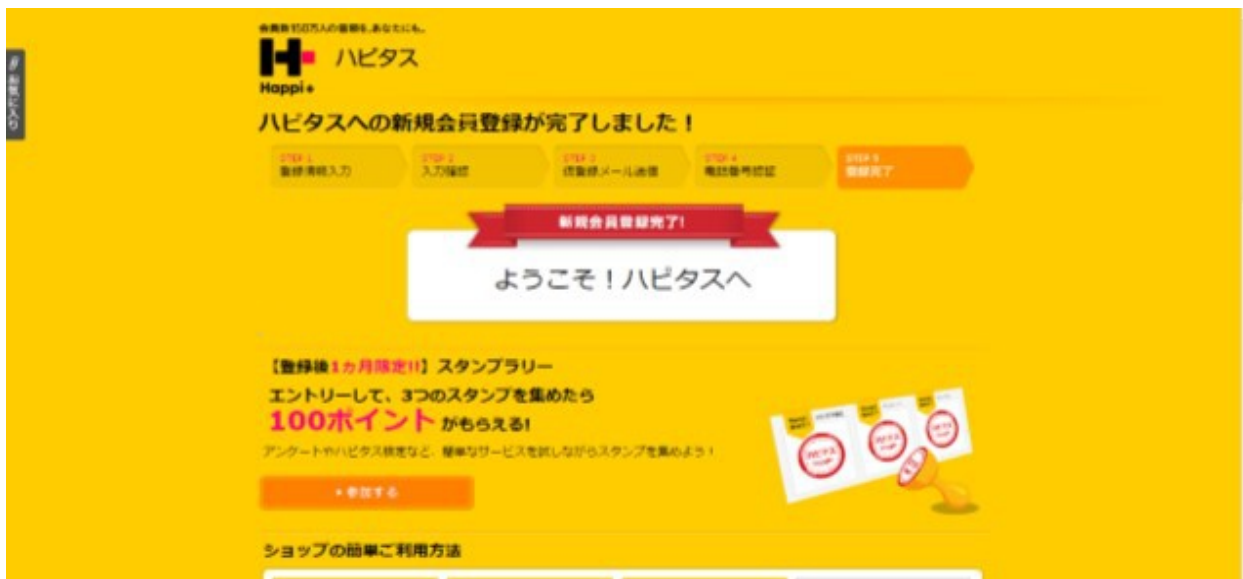 会員数150万人の信頼を、あなたにも。
ハピタス
Hapi+
ハピタスへの新規会員登録が完了しました!
STEP 1
登録情報入力
STEP 2
入力確認
STEP 3
仮登録メール送信
STEP 4
電話番号認証
STEP 5
登録完了
お気に入り
新規会員登録完了!
ようこそ!ハピタスへ
【登録後1カ月限定!!】スタンプラリー
エントリーして、3つのスタンプを集めたら
100ポイントがもらえる!
アンケートやハピタス検定など、簡単なサービスを試しながらスタンプを集めよう!
参加する
ショップの簡単ご利用方法